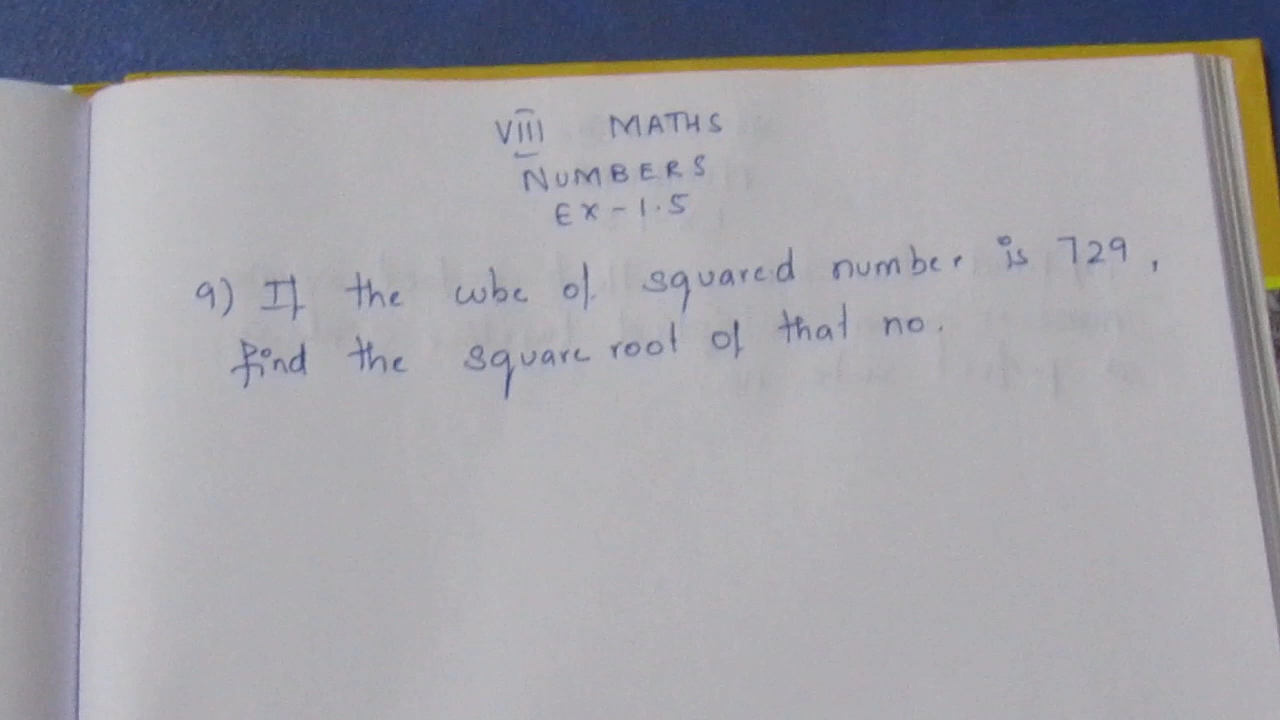 VIII MATHS
NUMBERS
EX - 1.5
9) If the cube of squared number is 729,
find the square root of that no.